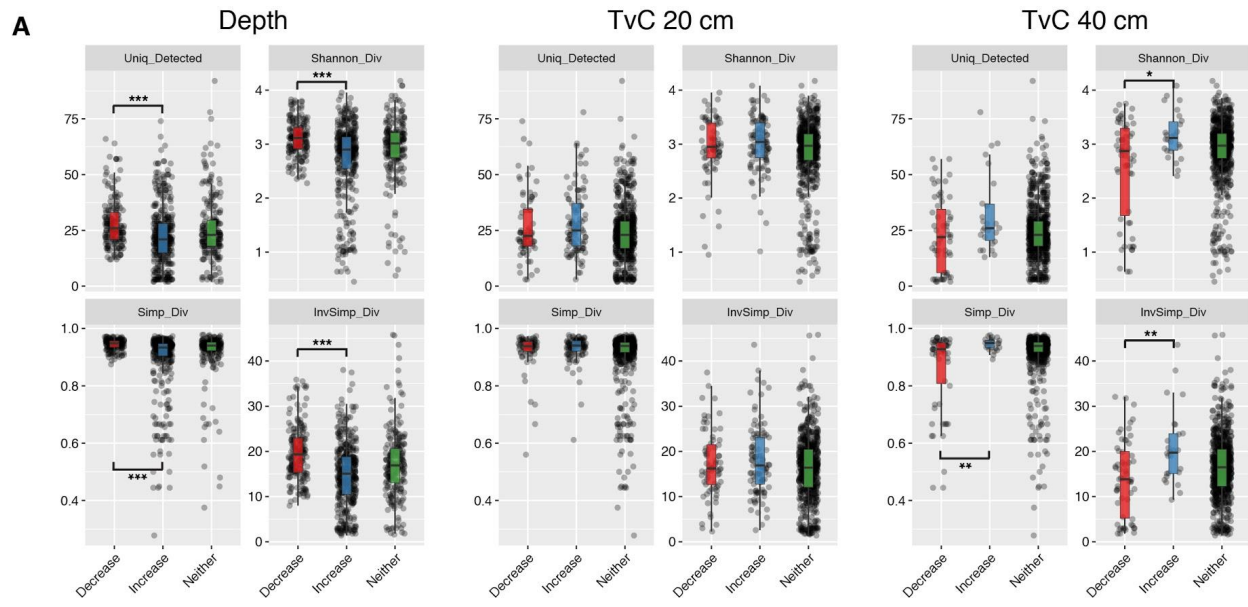 A
Depth
TvC 20 cm
TvC 40 cm
Uniq_Detected
Shannon_Div
Uniq_Detected
Shannon_Div
Uniq_Detected
Shannon_Div
***
***
*
75
50
25
0
4
3
2
1
75
50
25
0
4
3
2
1
75
50
25
0
4
3
2
1
Simp_Div
InvSimp_Div
Simp_Div
InvSimp_Div
Simp_Div
InvSimp_Div
***
***
**
**
1.0
0.8
0.6
0.4
40
30
20
10
0
1.0
0.8
0.6
0.4
40
30
20
10
0
1.0
0.8
0.6
0.4
40
30
20
10
0
Decrease
Increase
Neither
Decrease
Increase
Neither
Decrease
Increase
Neither
Decrease
Increase
Neither
Decrease
Increase
Neither
Decrease
Increase
Neither